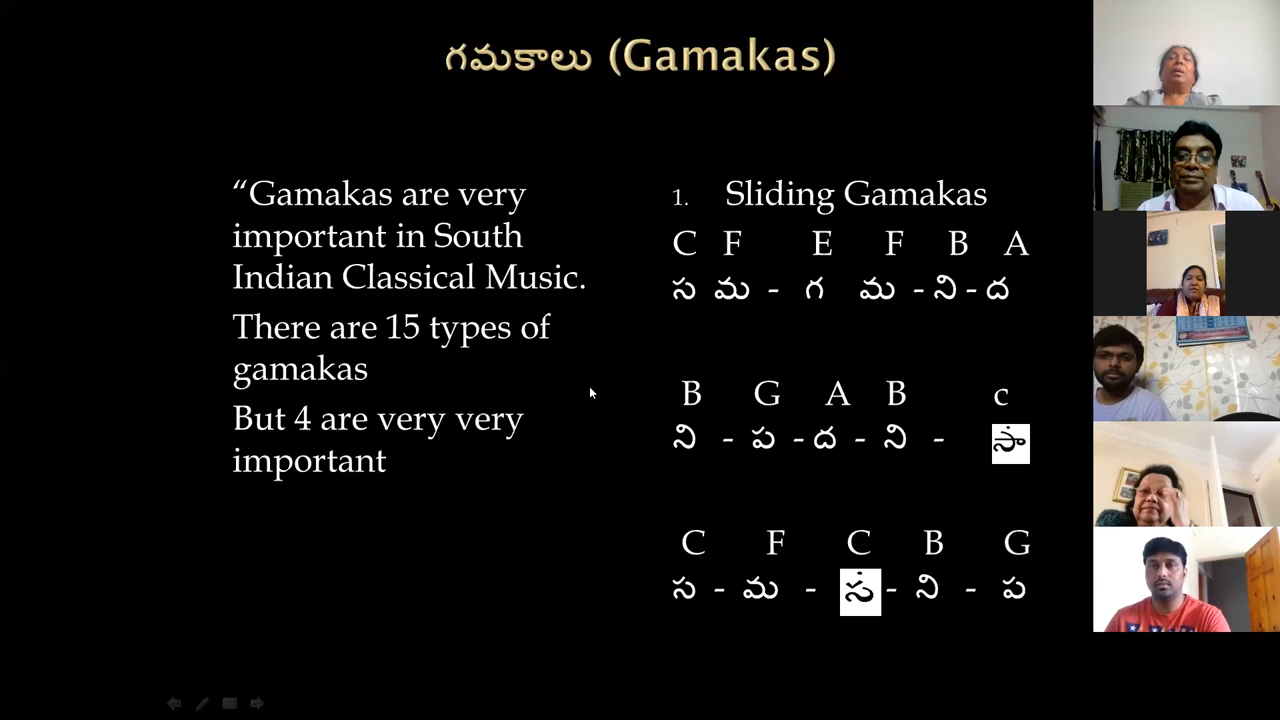 గమకాలు (Gamakas)
“Gamakas are very
important in South
Indian Classical Music.
There are 15 types of
gamakas
But 4 are very very
important
1. Sliding Gamakas
C F E F B A
స మ - గ మ - ని - ద
B G A B c
ని - ప - ద - ని - సా̇
C F C B G
స - మ - స̇ - ని - ప